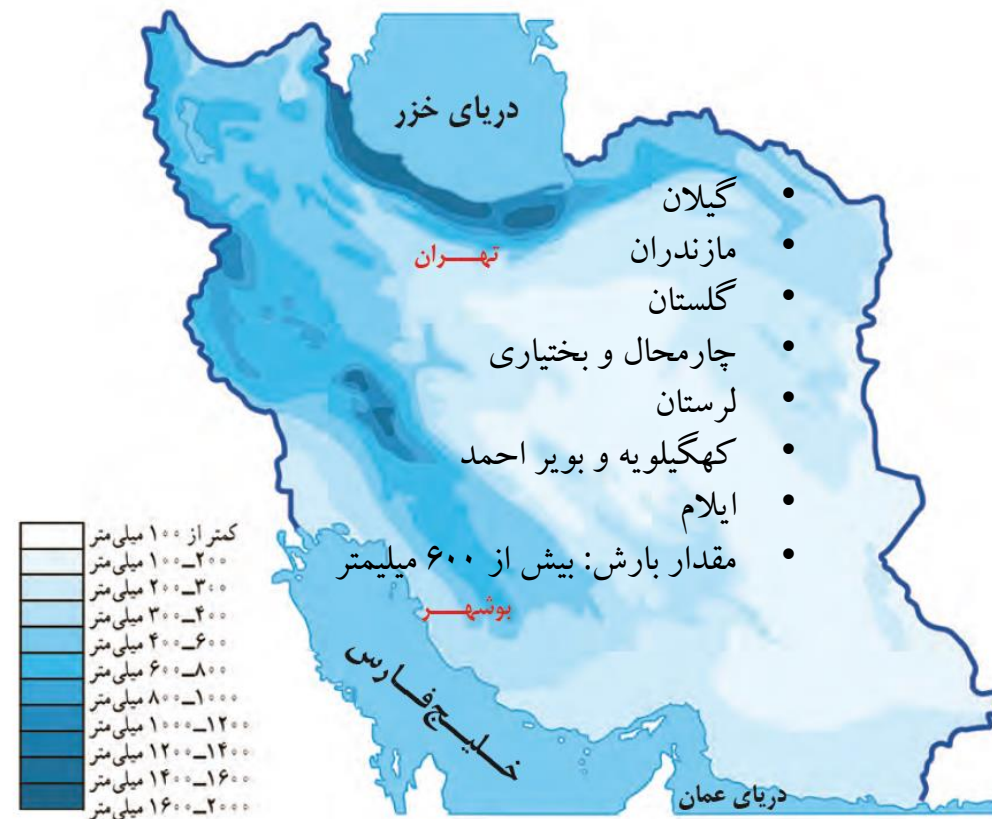 دریای خزر
گیلان
مازندران
تهران
گلستان
چارمحال و بختیاری
لرستان
کهگیلویه و بویر احمد
ایلام
مقدار بارش: بیش از ۶۰۰ میلیمتر
بوشهر
خلیج فارس
دریای عمان
کمتر از ۱۰۰ میلی‌متر
۲۰۰_۱۰۰ میلی‌متر
۳۰۰_۲۰۰ میلی‌متر
۴۰۰_۳۰۰ میلی‌متر
۶۰۰_۴۰۰ میلی‌متر
۸۰۰_۶۰۰ میلی‌متر
۱۰۰۰_۸۰۰ میلی‌متر
۱۲۰۰_۱۰۰۰ میلی‌متر
۱۴۰۰_۱۲۰۰ میلی‌متر
۱۶۰۰_۱۴۰۰ میلی‌متر
۲۰۰۰_۱۶۰۰ میلی‌متر